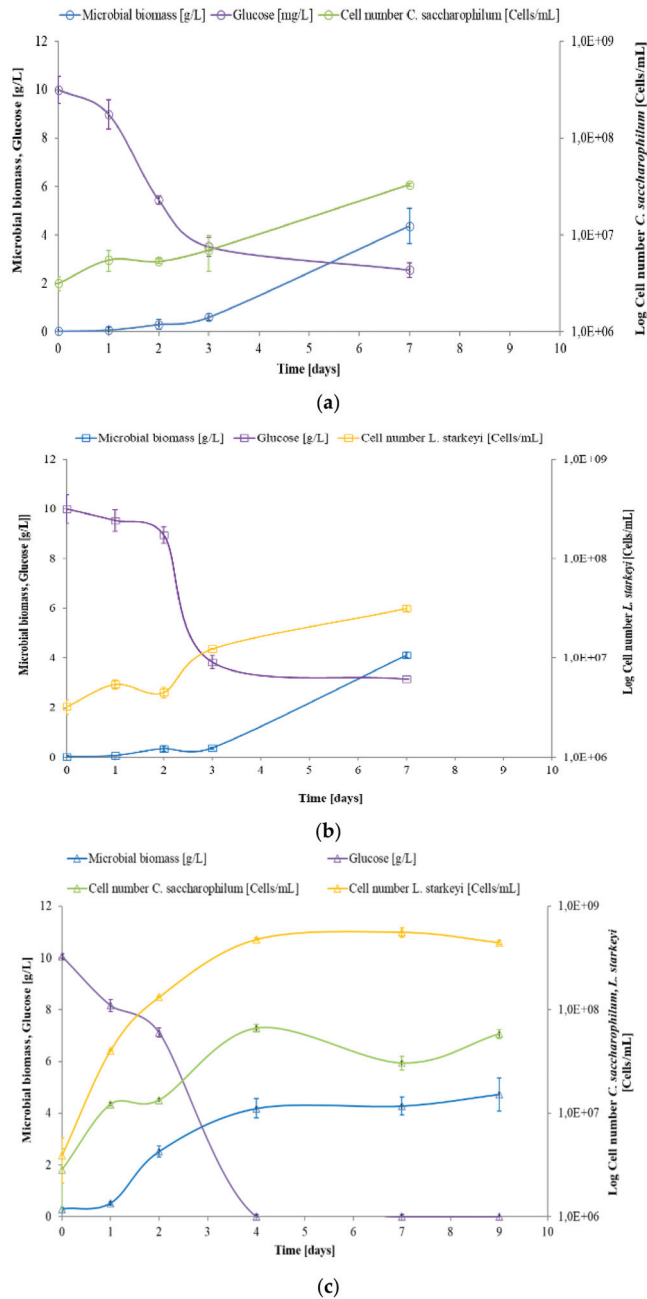 Microbial biomass [g/L] Glucose [mg/L] Cell number C. saccharophilum [Cells/mL]
12
10
8
6
4
2
0
1,0E+09
1,0E+08
1,0E+07
1,0E+06
0 1 2 3 4 5 6 7 8 9 10
Microbial biomass, Glucose [g/L]
Log Cell number C. saccharophilum [Cells/mL]
Time [days]
(a)
Microbial biomass [g/L] Glucose [g/L] Cell number L. starkeyi [Cells/mL]
12
10
8
6
4
2
0
1,0E+09
1,0E+08
1,0E+07
1,0E+06
0 1 2 3 4 5 6 7 8 9 10
Microbial biomass, Glucose [g/L]]
Log Cell number L. starkeyi [Cells/mL]
Time [days]
(b)
Microbial biomass [g/L] Glucose [g/L]
Cell number C. saccharophilum [Cells/mL] Cell number L. starkeyi [Cells/mL]
12
10
8
6
4
2
0
1,0E+09
1,0E+08
1,0E+07
1,0E+06
0 1 2 3 4 5 6 7 8 9 10
Microbial biomass, Glucose [g/L]
Log Cell number C. saccharophilum, L. starkeyi
[Cells/mL]
Time [days]
(c)